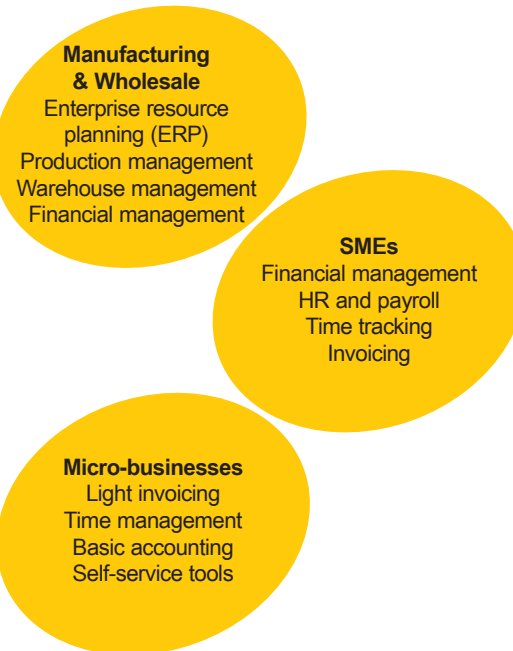 Manufacturing
& Wholesale
Enterprise resource
planning (ERP)
Production management
Warehouse management
Financial management
SMEs
Financial management
HR and payroll
Time tracking
Invoicing
Micro-businesses
Light invoicing
Time management
Basic accounting
Self-service tools